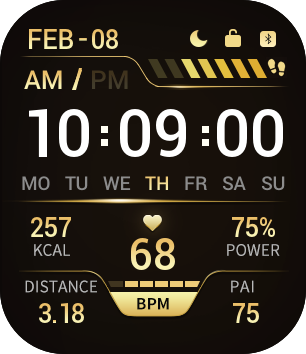 FEB-08
AM / PM
10:09:00
MO TU WE TH FR SA SU
257 75%
KCAL 68 POWER
DISTANCE PAI
3.18 BPM 75